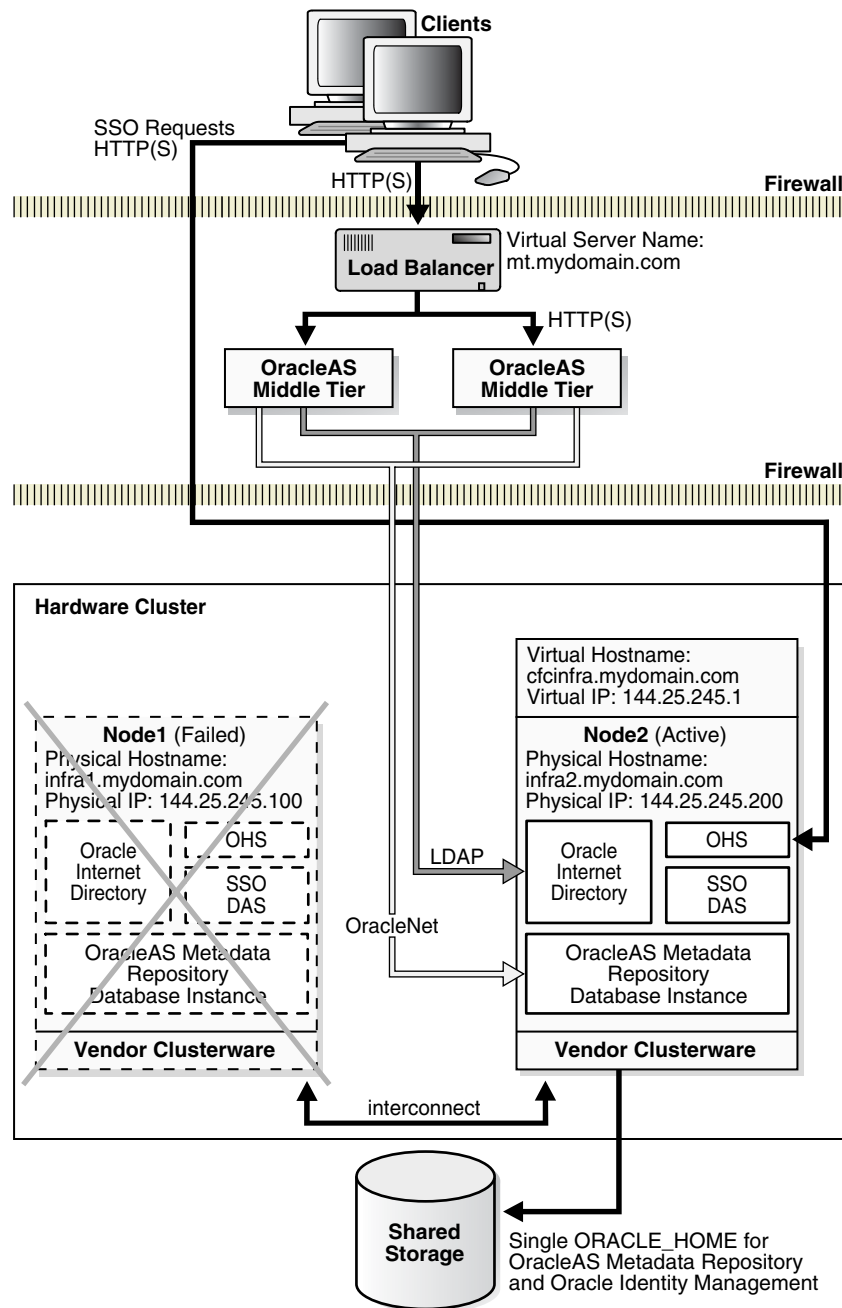 Clients
SSO Requests
HTTP(S)
HTTP(S)
Firewall
Load Balancer
Virtual Server Name:
mt.mydomain.com
HTTP(S)
OracleAS
Middle Tier
OracleAS
Middle Tier
Firewall
Hardware Cluster
Virtual Hostname:
cfcinfra.mydomain.com
Virtual IP: 144.25.245.1
Node1 (Failed)
Physical Hostname:
infra1.mydomain.com
Physical IP: 144.25.245.100
Oracle
Internet
Directory
OHS
SSO
DAS
OracleAS Metadata
Repository
Database Instance
Vendor Clusterware
Node2 (Active)
Physical Hostname:
infra2.mydomain.com
Physical IP: 144.25.245.200
Oracle
Internet
Directory
OHS
SSO
DAS
OracleAS Metadata
Repository
Database Instance
Vendor Clusterware
LDAP
OracleNet
interconnect
Shared
Storage
Single ORACLE_HOME for
OracleAS Metadata Repository
and Oracle Identity Management